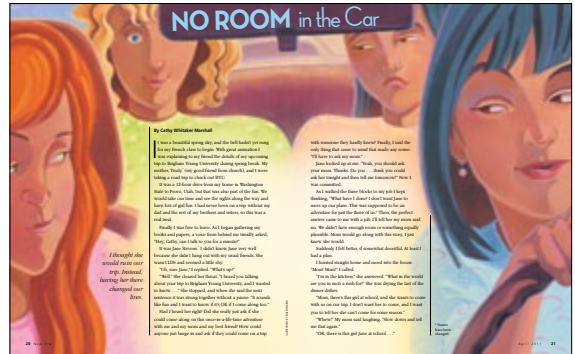 NO ROOM in the Car
By Cathy Whitaker Marshall
It was a beautiful spring day, and the bell hadn't yet rung
for my French class to begin. With great animation I
was explaining to my friend the details of my upcoming
trip to Brigham Young University during spring break. My
mother, Trudy* (my good friend from church), and I were
taking a road trip to check out BYU.
It was a 12-hour drive from my home in Washington
State to Provo, Utah, but that was also part of the fun. We
would take our time and see the sights along the way and
have lots of girl fun. I had never been on a trip without my
dad and the rest of my brothers and sisters, so this was a
real treat.
Finally I was free to leave. As I began gathering my
books and papers, a voice from behind me timidly asked,
"Hey, Cathy, can I talk to you for a minute?"
It was Jane Stevens. I didn't know Jane very well
because she didn't hang out with my usual friends. She
wasn't LDS and seemed a little shy.
"Uh, sure Jane," I replied. "What's up?"
"Well." She cleared her throat. "I heard you talking
about your trip to Brigham Young University, and I wanted
to know . . ." She stopped, and when she said the next
sentence it was strung together without a pause: "It sounds
like fun and I want to know if it's OK if I come along too."
Had I heard her right? Did she really just ask if she
could come along on this once-in-a-life-time adventure
with me and my mom and my best friend? How could
anyone just barge in and ask if they could come on a trip
with someone they hardly knew? Finally, I said the
only thing that came to mind that made any sense:
"I'll have to ask my mom."
Jane looked up at me. "Yeah, you should ask
your mom. Thanks. Do you . . . think you could
ask her tonight and then tell me tomorrow?" Now I
was committed.
As I walked the three blocks to my job I kept
thinking, "What have I done? I don't want Jane to
mess up our plans. This was supposed to be an
adventure for just the three of us." Then, the perfect
answer came to me with a jolt: I'll tell her my mom said
no. We didn't have enough room or something equally
plausible. Mom would go along with this story, I just
knew she would.
Suddenly I felt better, if somewhat deceitful. At least I
had a plan.
I hurried straight home and raced into the house.
"Mom! Mom!" I called.
"I'm in the kitchen," she answered. "What in the world
are you in such a rush for?" She was drying the last of the
dinner dishes.
"Mom, there's this girl at school, and she wants to come
with us on our trip. I don't want her to come, and I want
you to tell her she can't come for some reason."
"Whew!" My mom said laughing. "Slow down and tell
me that again."
"OK, there is this girl Jane at school . . ."
I thought she
would ruin our
trip. Instead,
having her there
changed our
lives.
* Name
has been
changed.
20 New Era
April 2011 21